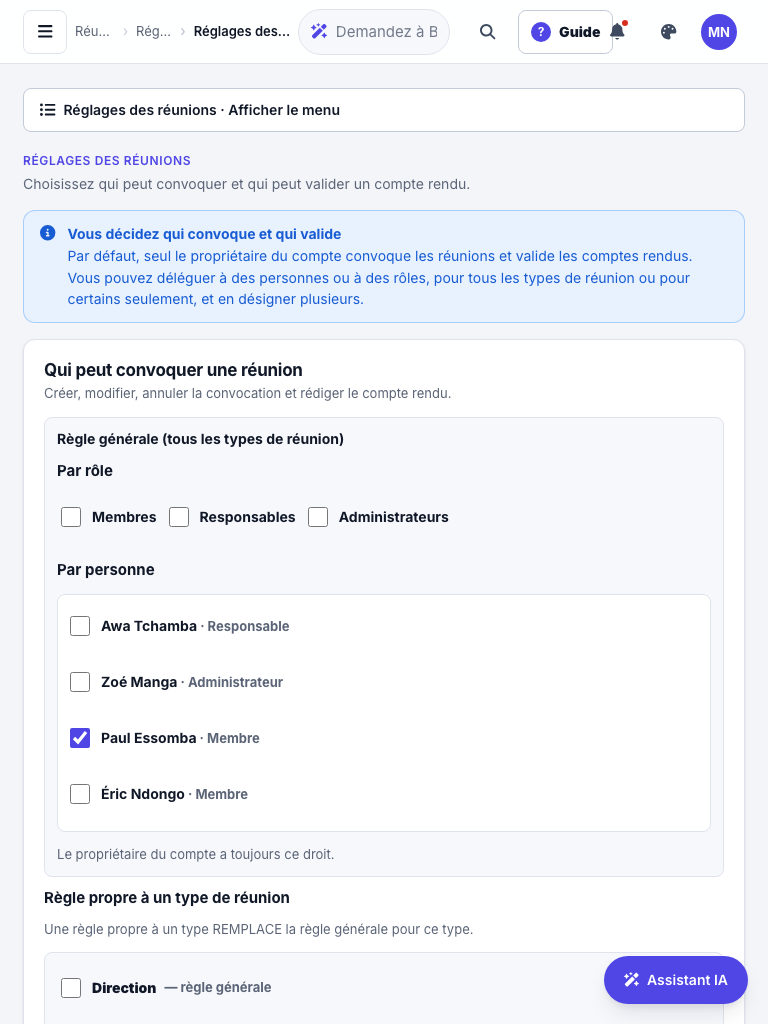 Réu... › Rég... › Réglages des... Demandez à B ? Guide MN
Réglages des réunions · Afficher le menu
RÉGLAGES DES RÉUNIONS
Choisissez qui peut convoquer et qui peut valider un compte rendu.
Vous décidez qui convoque et qui valide
Par défaut, seul le propriétaire du compte convoque les réunions et valide les comptes rendus.
Vous pouvez déléguer à des personnes ou à des rôles, pour tous les types de réunion ou pour
certains seulement, et en désigner plusieurs.
Qui peut convoquer une réunion
Créer, modifier, annuler la convocation et rédiger le compte rendu.
Règle générale (tous les types de réunion)
Par rôle
Membres Responsables Administrateurs
Par personne
Awa Tchamba · Responsable
Zoé Manga · Administrateur
Paul Essomba · Membre
Éric Ndongo · Membre
Le propriétaire du compte a toujours ce droit.
Règle propre à un type de réunion
Une règle propre à un type REMPLACE la règle générale pour ce type.
Direction — règle générale
Assistant IA